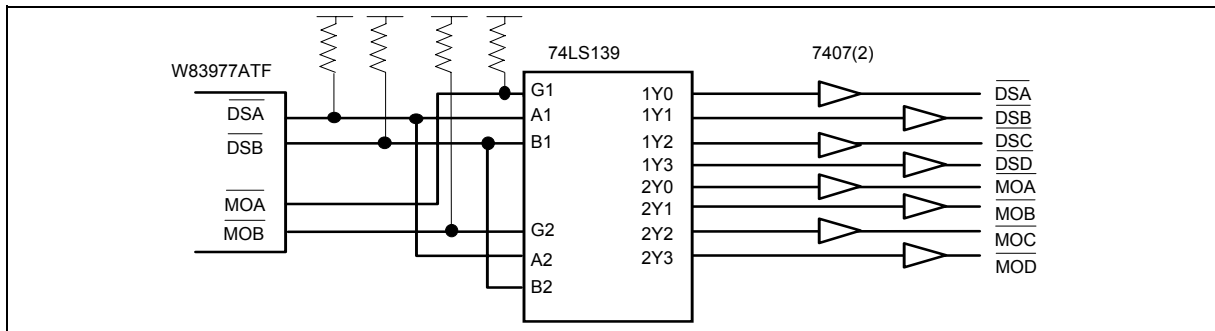 74LS139
7407(2)
W83977ATF
DSA
DSB
MOA
MOB
G1
A1
B1
G2
A2
B2
1Y0
1Y1
1Y2
1Y3
2Y0
2Y1
2Y2
2Y3
DSA
DSB
DSC
DSD
MOA
MOB
MOC
MOD